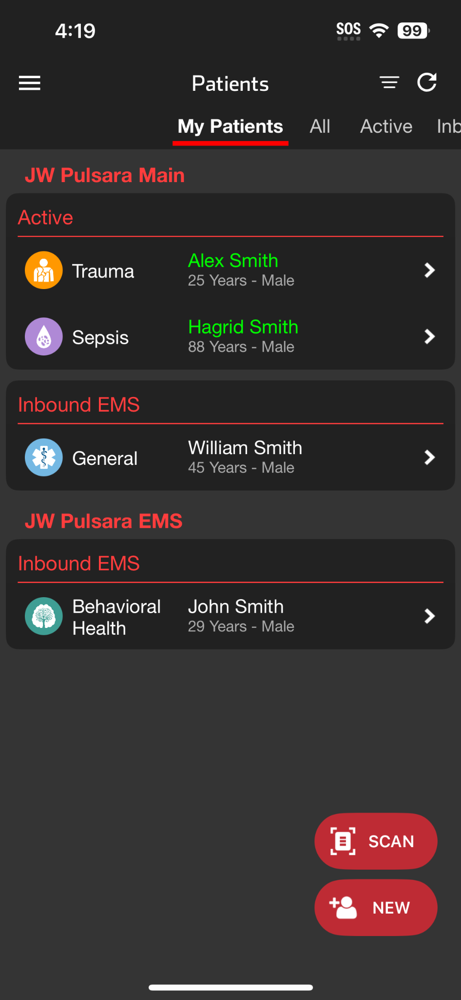 4:19 SOS 99
Patients
My Patients All Active Inb
JW Pulsara Main
Active
Trauma Alex Smith
25 Years - Male
Sepsis Hagrid Smith
88 Years - Male
Inbound EMS
General William Smith
45 Years - Male
JW Pulsara EMS
Inbound EMS
Behavioral Health John Smith
29 Years - Male
SCAN
NEW